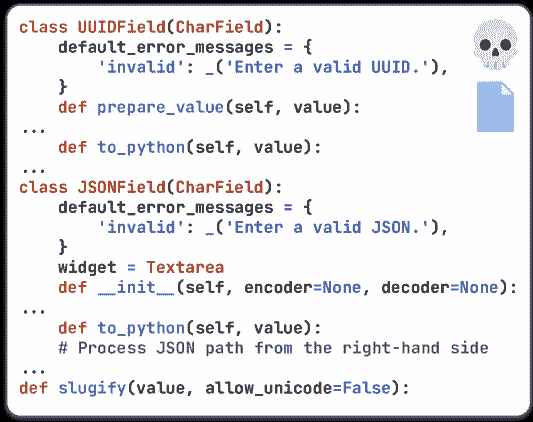 class UUIDField(CharField):
    default_error_messages = {
        'invalid': _('Enter a valid UUID.'),
    }
    def prepare_value(self, value):
...
    def to_python(self, value):
...
class JSONField(CharField):
    default_error_messages = {
        'invalid': _('Enter a valid JSON.'),
    }
    widget = Textarea
    def __init__(self, encoder=None, decoder=None):
...
    def to_python(self, value):
    # Process JSON path from the right-hand side
...
def slugify(value, allow_unicode=False):